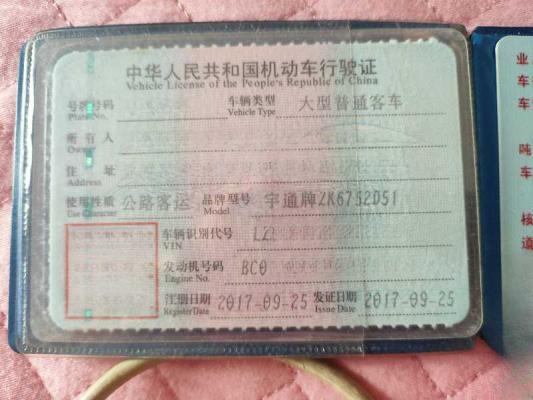 中华人民共和国机动车行驶证
Vehicle License of the People's Republic of China
号牌号码 车辆类型 大型普通客车
Plate No. Vehicle Type
所有人
Owner
住址
Address
使用性质 公路客运 品牌型号 宇通牌ZK6752D51
Use Character Model
车辆识别代号 LZ
VIN
发动机号码 BC0
Engine No.
注册日期 2017-09-25 发证日期 2017-09-25
Register Date Issue Date
业
车
车
吨
车
核
道